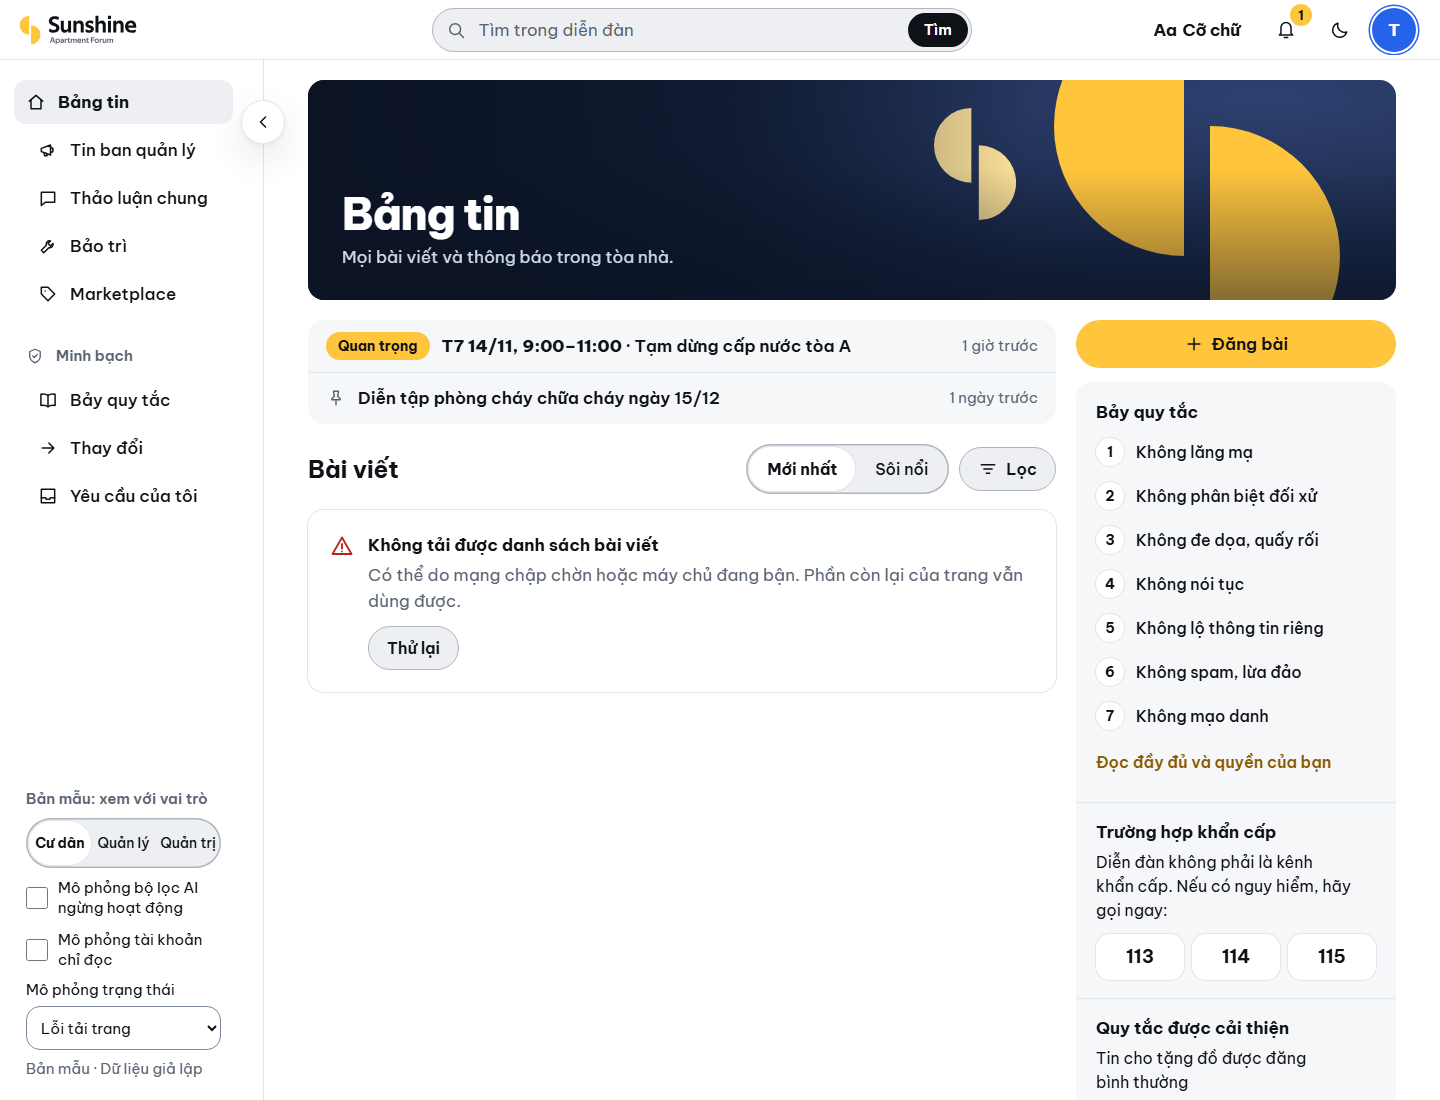 Sunshine
Apartment Forum
Tìm trong diễn đàn
Tìm
Aa Cỡ chữ
1
T
Bảng tin
Tin ban quản lý
Thảo luận chung
Bảo trì
Marketplace
Minh bạch
Bảy quy tắc
Thay đổi
Yêu cầu của tôi
Bản mẫu: xem với vai trò
Cư dân
Quản lý
Quản trị
Mô phỏng bộ lọc AI
ngừng hoạt động
Mô phỏng tài khoản
chỉ đọc
Mô phỏng trạng thái
Lỗi tải trang
Bản mẫu · Dữ liệu giả lập
Bảng tin
Mọi bài viết và thông báo trong tòa nhà.
Quan trọng
T7 14/11, 9:00–11:00 · Tạm dừng cấp nước tòa A
1 giờ trước
Diễn tập phòng cháy chữa cháy ngày 15/12
1 ngày trước
Bài viết
Mới nhất
Sôi nổi
Lọc
Không tải được danh sách bài viết
Có thể do mạng chập chờn hoặc máy chủ đang bận. Phần còn lại của trang vẫn
dùng được.
Thử lại
Đăng bài
Bảy quy tắc
1 Không lăng mạ
2 Không phân biệt đối xử
3 Không đe dọa, quấy rối
4 Không nói tục
5 Không lộ thông tin riêng
6 Không spam, lừa đảo
7 Không mạo danh
Đọc đầy đủ và quyền của bạn
Trường hợp khẩn cấp
Diễn đàn không phải là kênh
khẩn cấp. Nếu có nguy hiểm, hãy
gọi ngay:
113
114
115
Quy tắc được cải thiện
Tin cho tặng đồ được đăng
bình thường